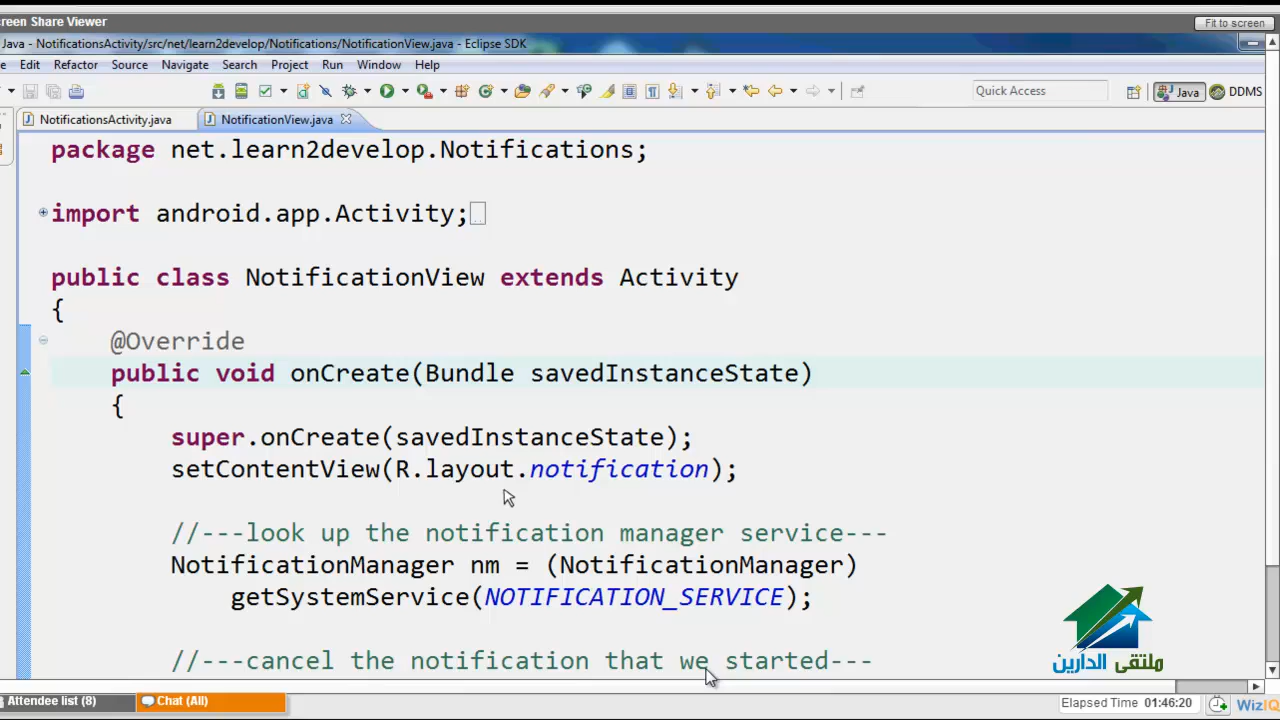 reen Share Viewer
Fit to screen
Java - NotificationsActivity/src/net/learn2develop/Notifications/NotificationView.java - Eclipse SDK
e Edit Refactor Source Navigate Search Project Run Window Help
Quick Access
Java
DDMS
NotificationsActivity.java
NotificationView.java
package net.learn2develop.Notifications;
import android.app.Activity;
public class NotificationView extends Activity
{
@Override
public void onCreate(Bundle savedInstanceState)
{
super.onCreate(savedInstanceState);
setContentView(R.layout.notification);
//---look up the notification manager service---
NotificationManager nm = (NotificationManager)
getSystemService(NOTIFICATION_SERVICE);
//---cancel the notification that we started---
ملتقى الدارين
Attendee list (8)
Chat (All)
Elapsed Time 01:46:20
WizIQ